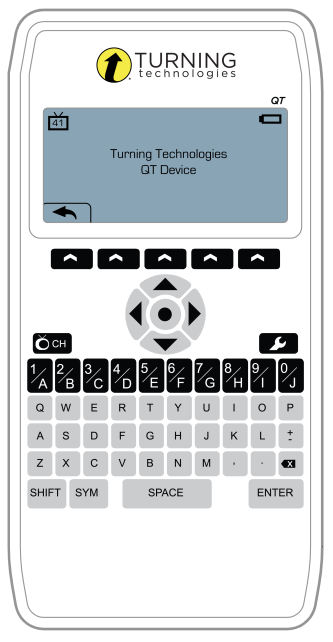 TURNING
technologies
QT
41
Turning Technologies
QT Device
CH
1/A 2/B 3/C 4/D 5/E 6/F 7/G 8/H 9/I 0/J
Q W E R T Y U I O P
A S D F G H J K L +-
Z X C V B N M , . X
SHIFT SYM SPACE ENTER